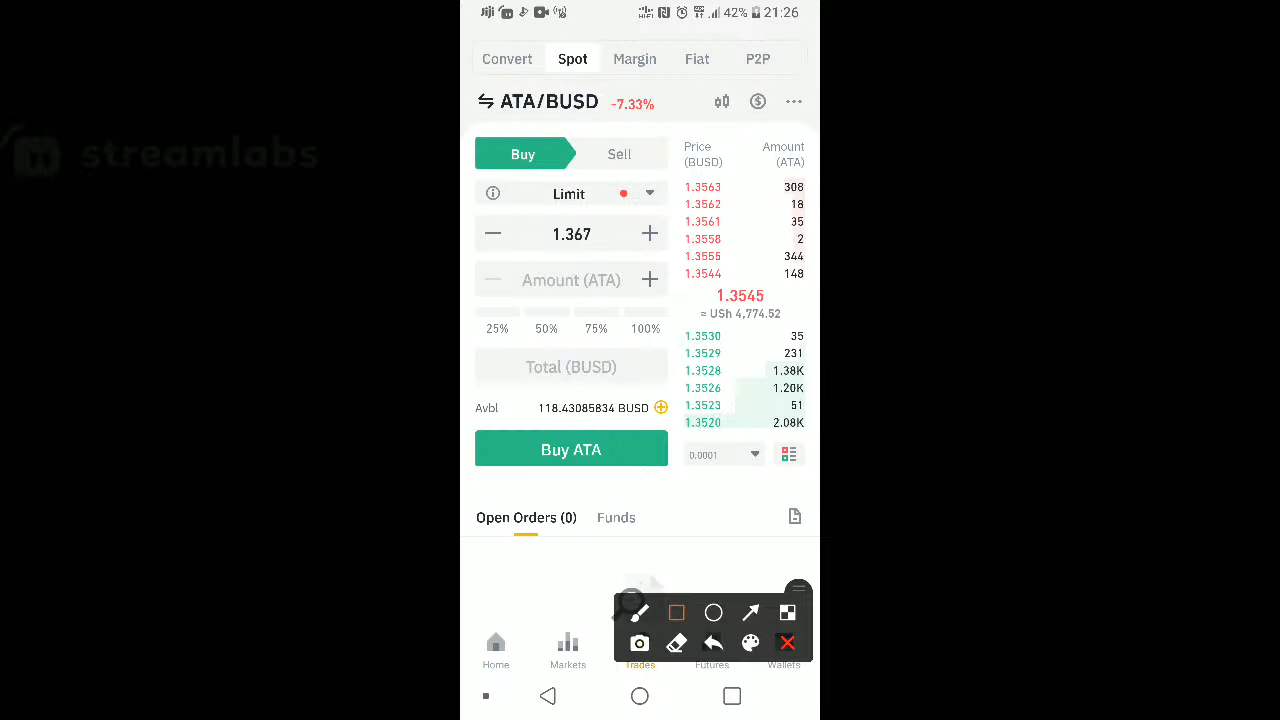 Jiji 42% 21:26
streamlabs
Convert Spot Margin Fiat P2P
ATA/BUSD -7.33%
Buy Sell
Limit
1.367
Amount (ATA)
25% 50% 75% 100%
Total (BUSD)
Avbl 118.43085834 BUSD
Buy ATA
Price Amount
(BUSD) (ATA)
1.3563 308
1.3562 18
1.3561 35
1.3558 2
1.3555 344
1.3544 148
1.3545
≈ USh 4,774.52
1.3530 35
1.3529 231
1.3528 1.38K
1.3526 1.20K
1.3523 51
1.3520 2.08K
0.0001
Open Orders (0) Funds
Home Markets Trades Futures Wallets